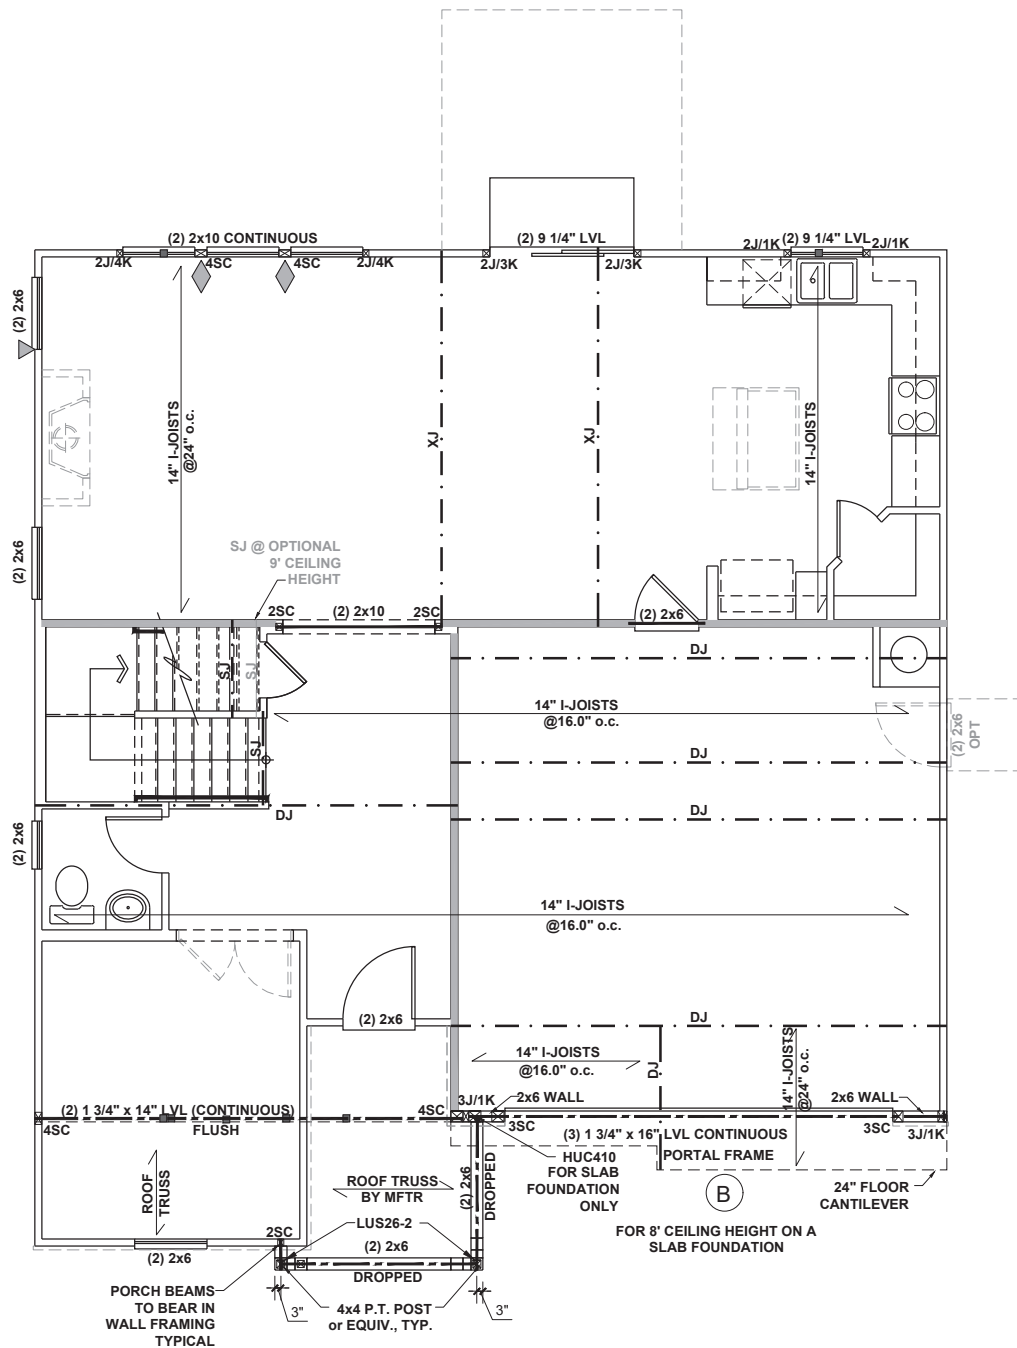 (2) 2x10 CONTINUOUS
(2) 9 1/4" LVL
2J/1K
(2) 9 1/4" LVL
2J/1K
2J/4K
4SC
4SC
2J/4K
2J/3K
2J/3K
(2) 2x6
14" I-JOISTS
@24" o.c.
XJ
XJ
14" I-JOISTS
(2) 2x6
SJ @ OPTIONAL
9' CEILING
HEIGHT
2SC
(2) 2x10
2SC
(2) 2x6
SJ
SJ
DJ
14" I-JOISTS
@16.0" o.c.
(2) 2x6
OPT
SJ
DJ
DJ
DJ
(2) 2x6
14" I-JOISTS
@16.0" o.c.
(2) 2x6
DJ
14" I-JOISTS
@16.0" o.c.
DJ
14" I-JOISTS
@24" o.c.
(2) 1 3/4" x 14" LVL (CONTINUOUS)
FLUSH
4SC
4SC
3J/1K
2x6 WALL
2x6 WALL
3SC
3SC
3J/1K
(3) 1 3/4" x 16" LVL CONTINUOUS
PORTAL FRAME
HUC410
FOR SLAB
FOUNDATION
ONLY
ROOF
TRUSS
ROOF TRUSS
BY MFTR
(2) 2x6
DROPPED
B
24" FLOOR
CANTILEVER
FOR 8' CEILING HEIGHT ON A
SLAB FOUNDATION
LUS26-2
2SC
(2) 2x6
(2) 2x6
DROPPED
PORCH BEAMS
TO BEAR IN
WALL FRAMING
TYPICAL
3"
4x4 P.T. POST
or EQUIV., TYP.
3"